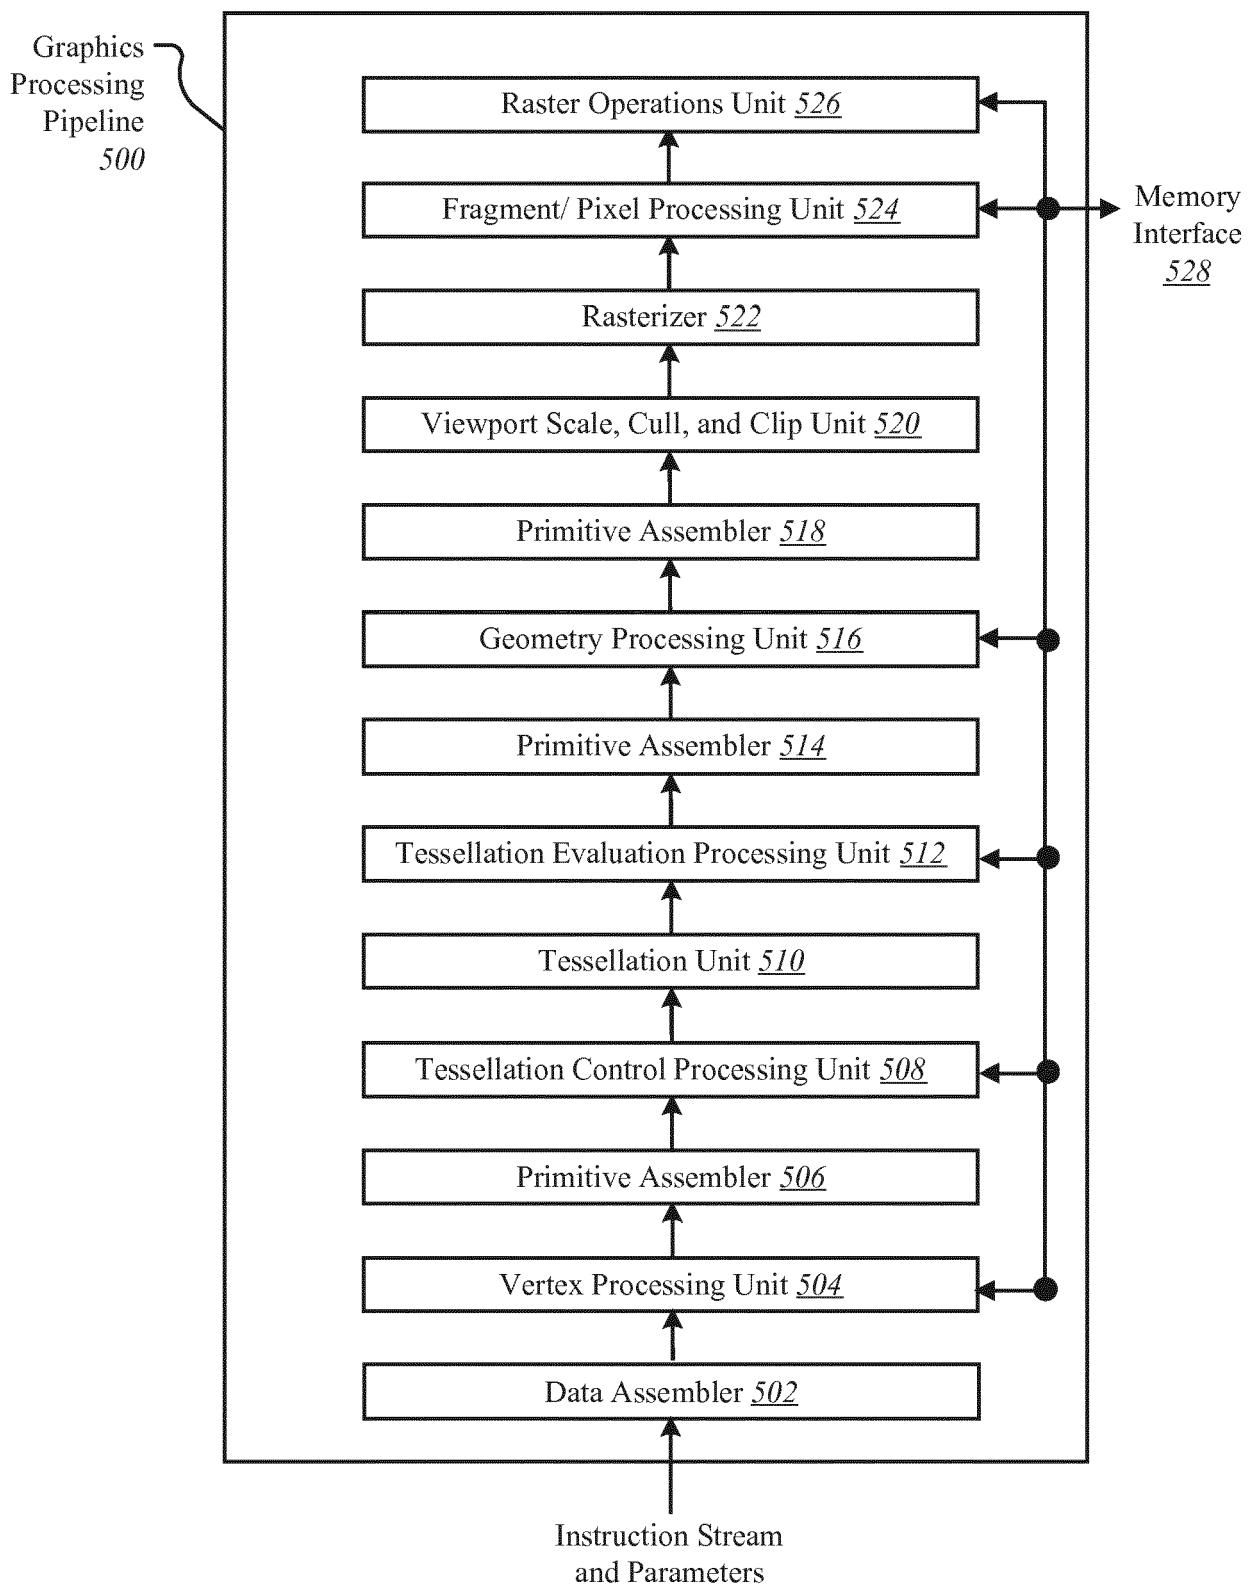 Graphics
Processing
Pipeline
500
Raster Operations Unit 526
Fragment/ Pixel Processing Unit 524
Memory
Interface
528
Rasterizer 522
Viewport Scale, Cull, and Clip Unit 520
Primitive Assembler 518
Geometry Processing Unit 516
Primitive Assembler 514
Tessellation Evaluation Processing Unit 512
Tessellation Unit 510
Tessellation Control Processing Unit 508
Primitive Assembler 506
Vertex Processing Unit 504
Data Assembler 502
Instruction Stream
and Parameters